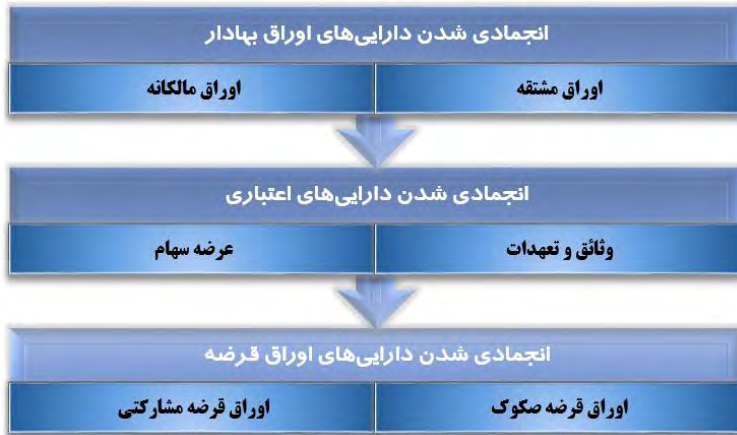 انجمادی شدن دارایی‌های اوراق بهادار
اوراق مشتقه
اوراق مالکانه
انجمادی شدن دارایی‌های اعتباری
وثائق و تعهدات
عرضه سهام
انجمادی شدن دارایی‌های اوراق قرضه
اوراق قرضه صکوک
اوراق قرضه مشارکتی